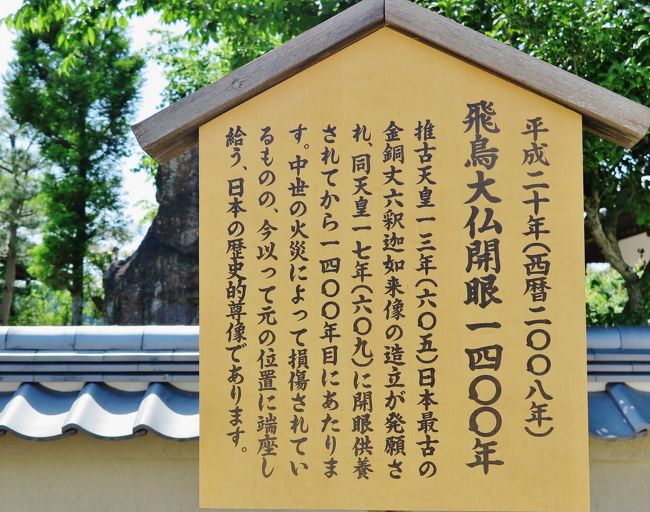 平成二十年(西暦二〇〇八年)
飛鳥大仏開眼一四〇〇年
推古天皇一三年(六〇五)日本最古の
金銅丈六釈迦如来像の造立が発願さ
れ、同天皇一七年(六〇九)に開眼供養
されてから一四〇〇年目にあたりま
す。中世の火災によって損傷されてい
るものの、今以って元の位置に端座し
給う、日本の歴史的尊像であります。